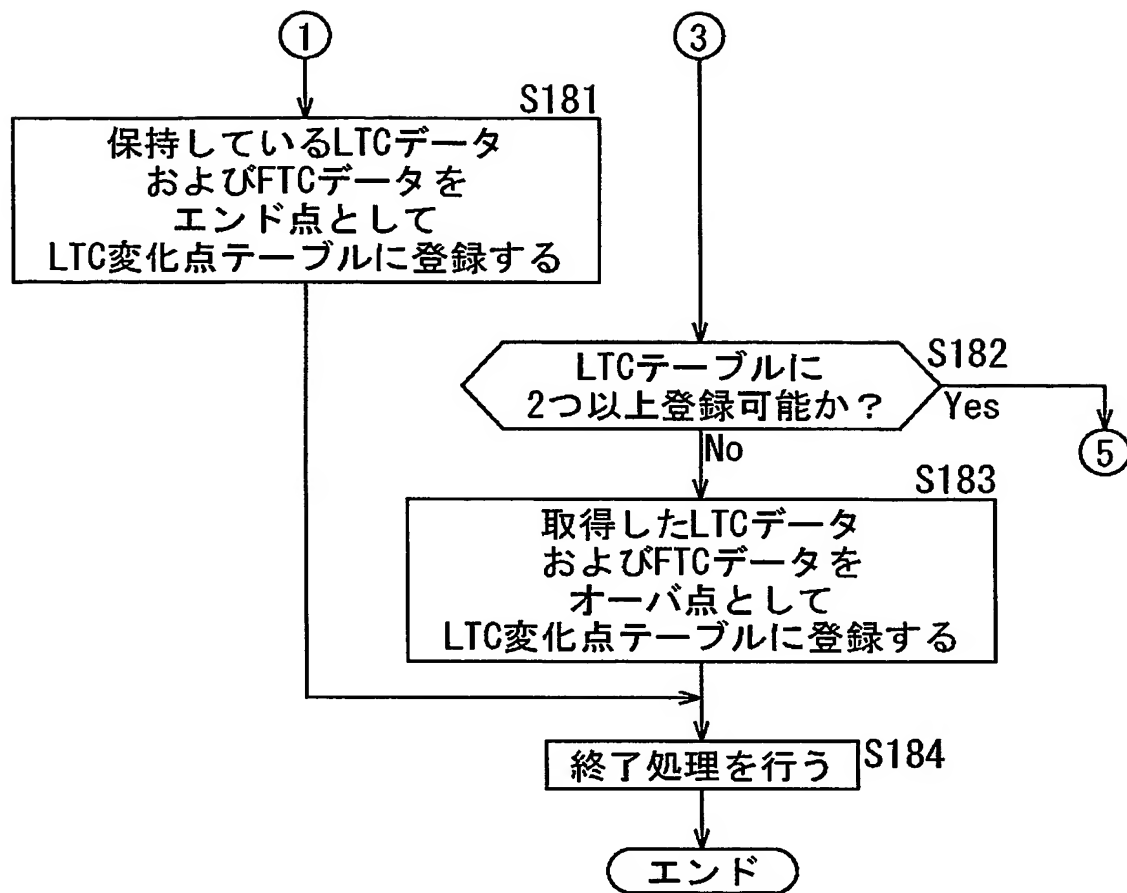 1
3
S181
保持しているLTCデータ
およびFTCデータを
エンド点として
LTC変化点テーブルに登録する
LTCテーブルに
2つ以上登録可能か？
S182
Yes
5
No
S183
取得したLTCデータ
およびFTCデータを
オーバ点として
LTC変化点テーブルに登録する
終了処理を行う
S184
エンド